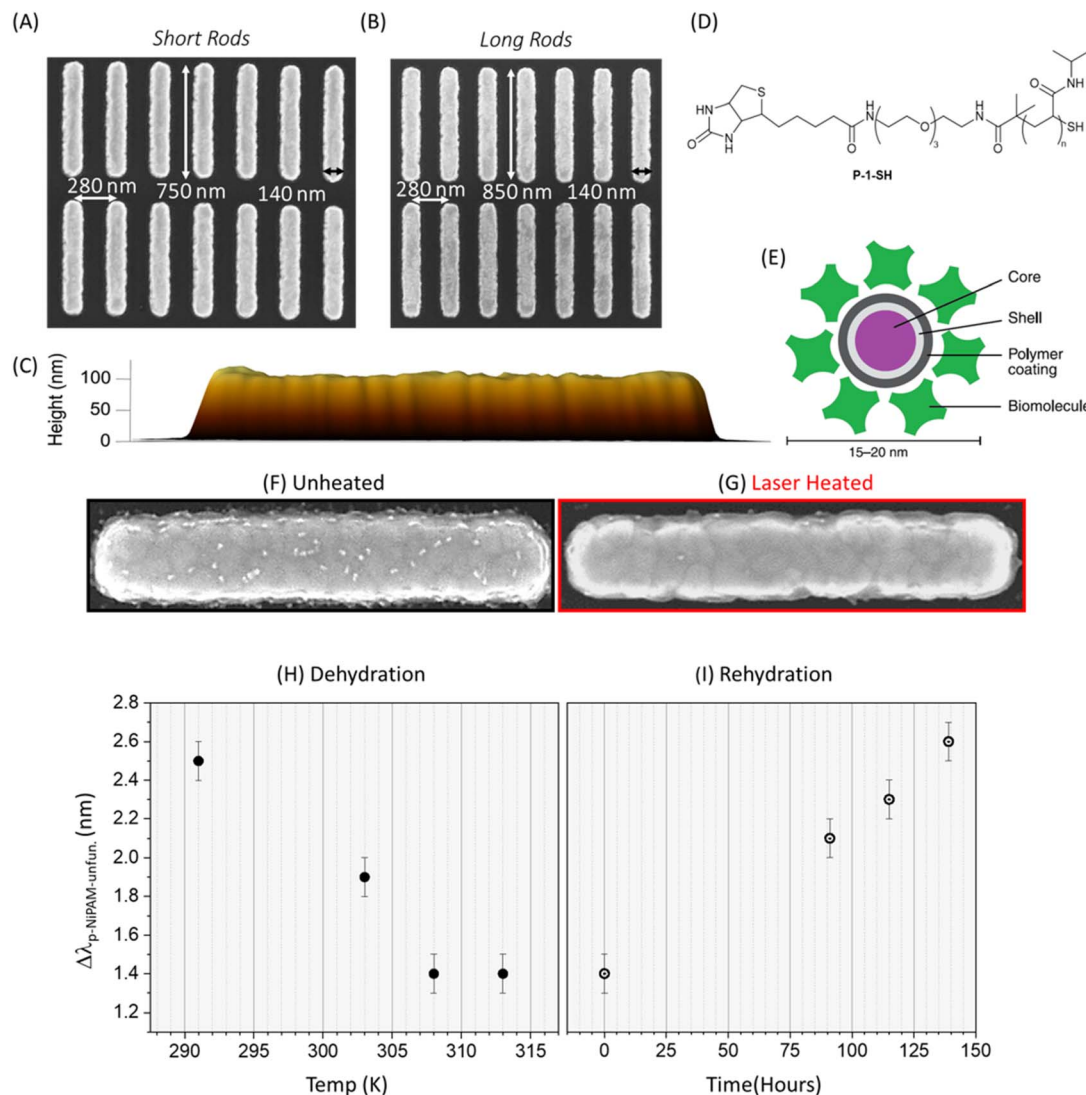 (A)
Short Rods
280 nm
750 nm
140 nm
(B)
Long Rods
280 nm
850 nm
140 nm
(D)
HN
NH
O
S
O
H
N
O
3
H
N
O
O
NH
SH
n
P-1-SH
(E)
Core
Shell
Polymer
coating
Biomolecule
15–20 nm
(C)
Height (nm)
100
50
0
(F) Unheated
(G) Laser Heated
(H) Dehydration
(I) Rehydration
Δλp-NiPAM-unfun. (nm)
2.8
2.6
2.4
2.2
2.0
1.8
1.6
1.4
1.2
290 295 300 305 310 315
0 25 50 75 100 125 150
Temp (K)
Time(Hours)